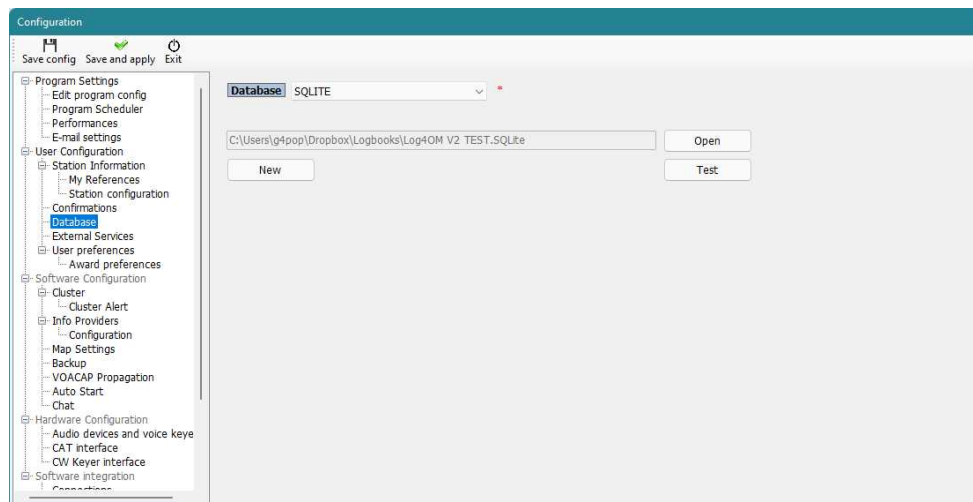 Configuration
Save config Save and apply Exit
Program Settings
Edit program config
Program Scheduler
Performances
E-mail settings
User Configuration
Station Information
My References
Station configuration
Confirmations
Database
External Services
User preferences
Award preferences
Software Configuration
Cluster
Cluster Alert
Info Providers
Configuration
Map Settings
Backup
VOACAP Propagation
Auto Start
Chat
Hardware Configuration
Audio devices and voice keye
CAT interface
CW Keyer interface
Software integration
Connections
Database SQLITE *
C:\Users\g4pop\Dropbox\Logbooks\Log4OM V2 TEST.SQLite Open
New Test